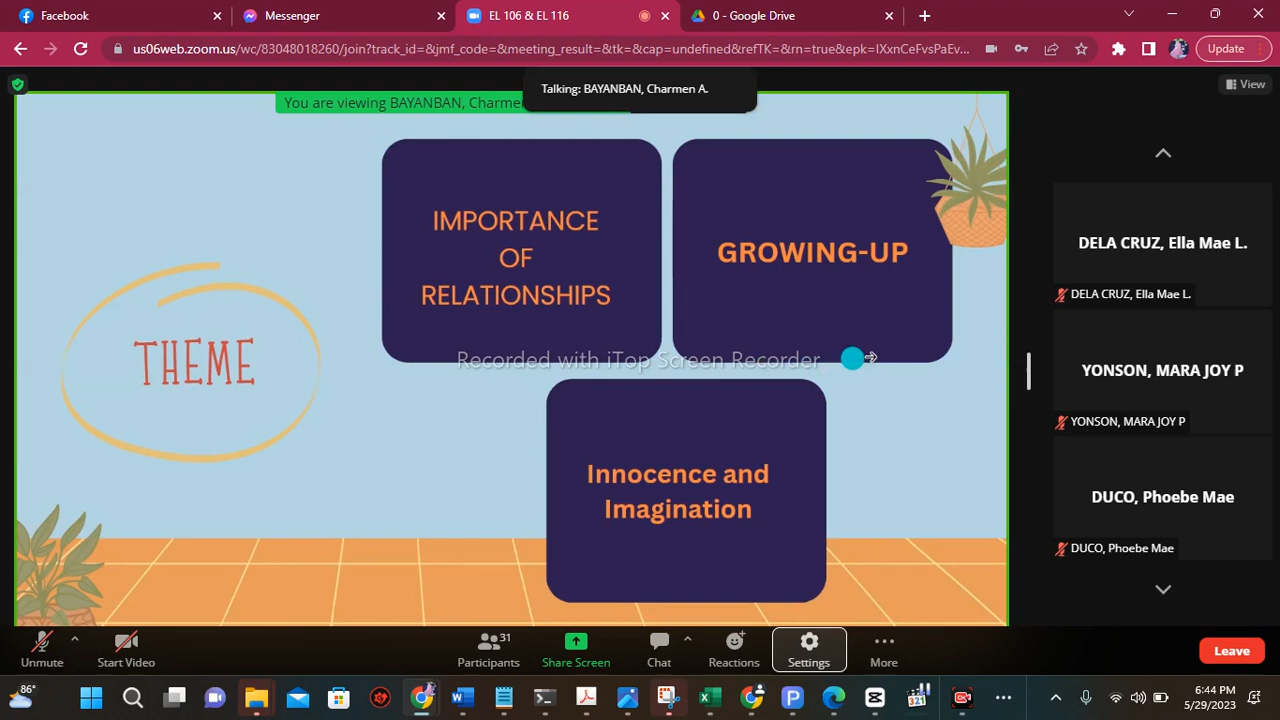 Facebook
Messenger
EL 106 & EL 116
0 - Google Drive
us06web.zoom.us/wc/83048018260/join?track_id=&jmf_code=&meeting_result=&tk=&cap=undefined&refTK=&rn=true&epk=IXxnCeFvsPaEv...
Update
Talking: BAYANBAN, Charmen A.
You are viewing BAYANBAN, Charmen
View
IMPORTANCE
OF
RELATIONSHIPS
GROWING-UP
THEME
Recorded with iTop Screen Recorder
Innocence and
Imagination
DELA CRUZ, Ella Mae L.
DELA CRUZ, Ella Mae L.
YONSON, MARA JOY P
YONSON, MARA JOY P
DUCO, Phoebe Mae
DUCO, Phoebe Mae
Unmute
Start Video
31
Participants
Share Screen
Chat
Reactions
Settings
More
Leave
86°
321
6:44 PM
5/29/2023